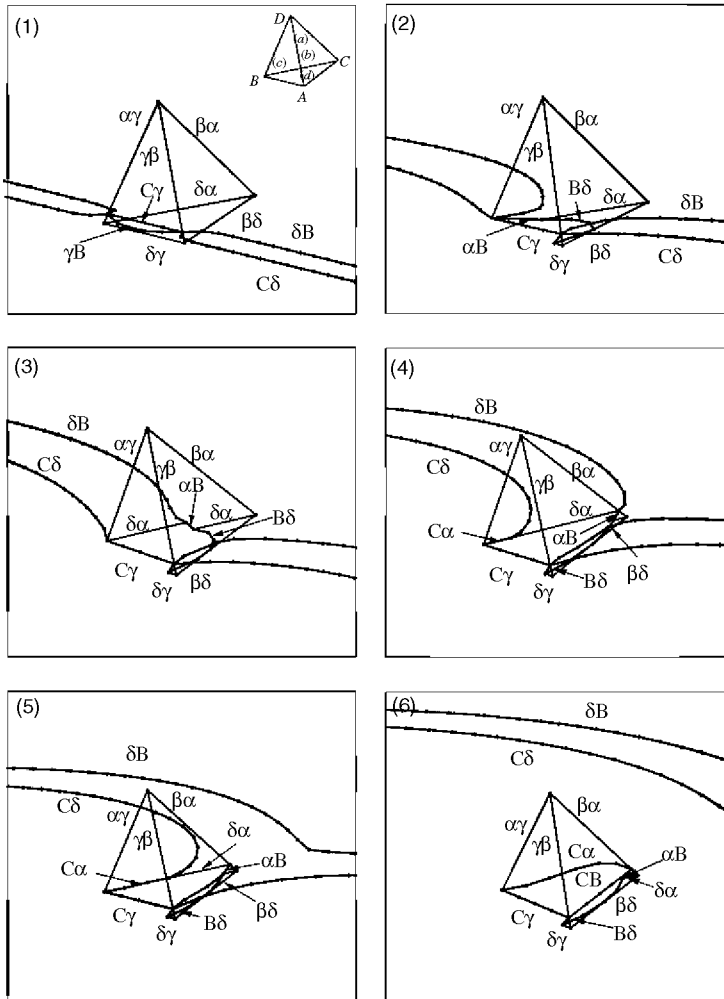 (1)
D
(a)
(b)
(c)
C
B
(d)
A
αγ
βα
γβ
Cγ
δα
βδ
δB
γB
δγ
Cδ
(2)
αγ
βα
γβ
Bδ
δα
δB
αB
Cγ
βδ
Cδ
δγ
(3)
δB
αγ
βα
Cδ
γβ
αB
δα
δα
Bδ
Cγ
βδ
δγ
(4)
δB
αγ
Cδ
βα
γβ
δα
Cα
αB
Cγ
βδ
δγ
Bδ
(5)
δB
Cδ
αγ
βα
γβ
δα
Cα
αB
Cγ
βδ
δγ
Bδ
(6)
δB
Cδ
αγ
βα
γβ
Cα
αB
CB
δα
Cγ
βδ
δγ
Bδ